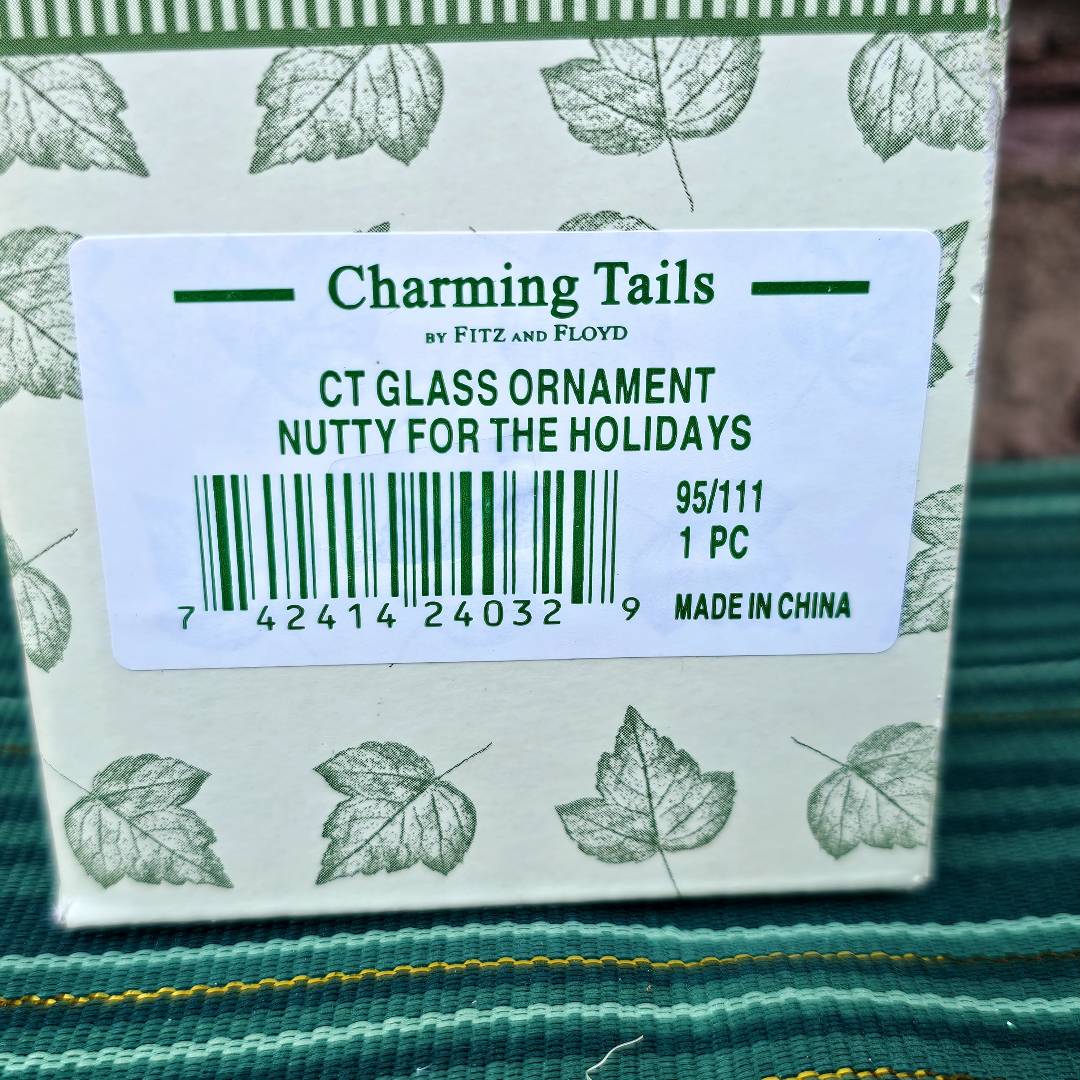 Charming Tails
BY FITZ AND FLOYD
CT GLASS ORNAMENT
NUTTY FOR THE HOLIDAYS
95/111
1 PC
7 42414 24032 9
MADE IN CHINA